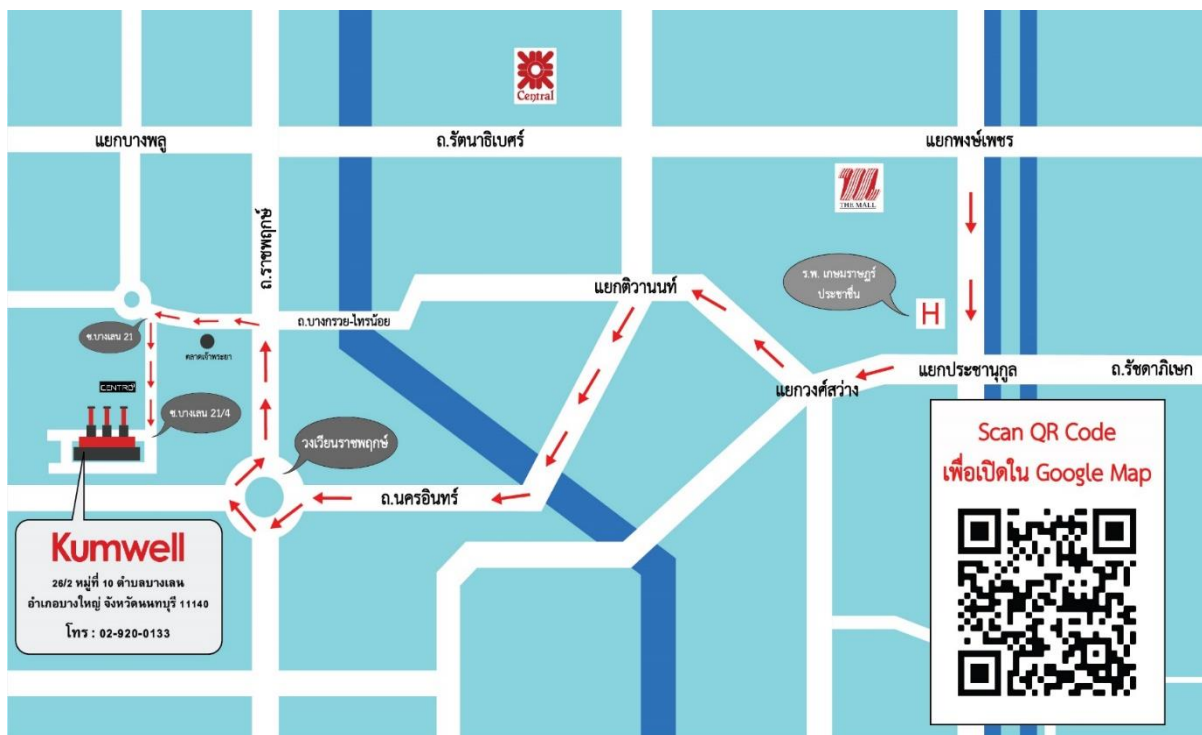 Central
แยกบางพลู
ถ.รัตนาธิเบศร์
แยกพงษ์เพชร
THE MALL
ถ.ราชพฤกษ์
ร.พ. เกษมราษฎร์
ประชาชื่น
H
แยกติวานนท์
ถ.บางกรวย-ไทรน้อย
ซ.บางเลน 21
ตลาดเจ้าพระยา
CENTRO
แยกวงศ์สว่าง
แยกประชานุกูล
ถ.รัชดาภิเษก
ซ.บางเลน 21/4
วงเวียนราชพฤกษ์
ถ.นครอินทร์
Scan QR Code
เพื่อเปิดใน Google Map
Kumwell
26/2 หมู่ที่ 10 ตำบลบางเลน
อำเภอบางใหญ่ จังหวัดนนทบุรี 11140
โทร : 02-920-0133